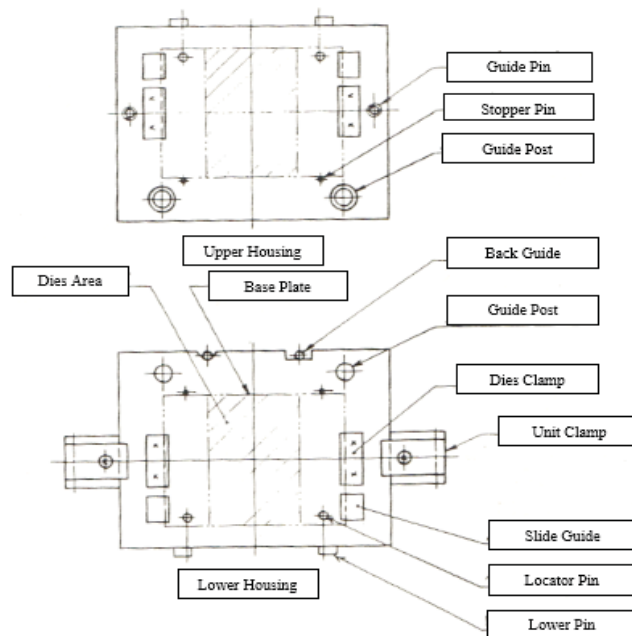 Guide Pin
Stopper Pin
Guide Post
Upper Housing
Back Guide
Dies Area
Base Plate
Guide Post
Dies Clamp
Unit Clamp
Slide Guide
Lower Housing
Locator Pin
Lower Pin